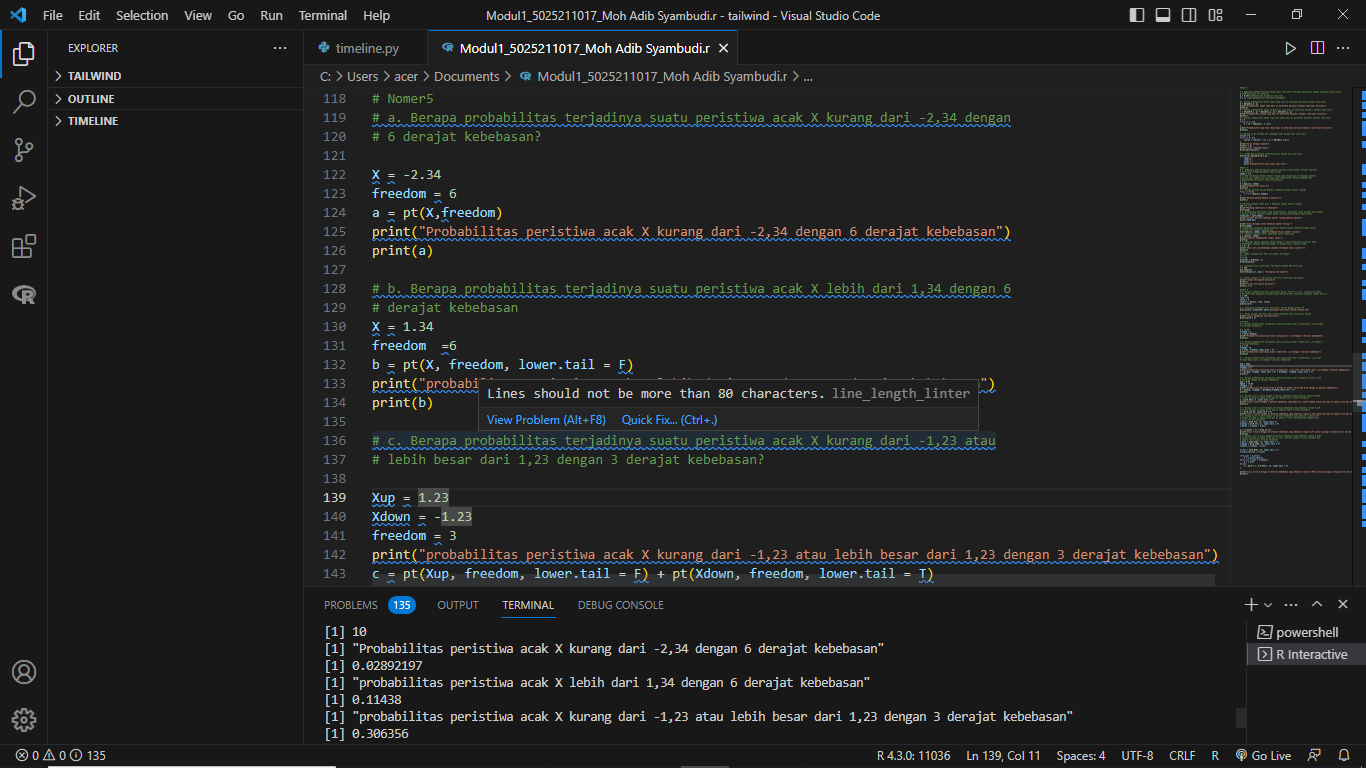 File Edit Selection View Go Run Terminal Help Modul1_5025211017_Moh Adib Syambudi.r - tailwind - Visual Studio Code
EXPLORER
TAILWIND
OUTLINE
TIMELINE
timeline.py Modul1_5025211017_Moh Adib Syambudi.r
C: > Users > acer > Documents > Modul1_5025211017_Moh Adib Syambudi.r > ...
118 # Nomer5
119 # a. Berapa probabilitas terjadinya suatu peristiwa acak X kurang dari -2,34 dengan
120 # 6 derajat kebebasan?
121
122 X = -2.34
123 freedom = 6
124 a = pt(X,freedom)
125 print("Probabilitas peristiwa acak X kurang dari -2,34 dengan 6 derajat kebebasan")
126 print(a)
127
128 # b. Berapa probabilitas terjadinya suatu peristiwa acak X lebih dari 1,34 dengan 6
129 # derajat kebebasan
130 X = 1.34
131 freedom  =6
132 b = pt(X, freedom, lower.tail = F)
133 print(" ")
Lines should not be more than 80 characters. line_length_linter
View Problem (Alt+F8) Quick Fix... (Ctrl+.)
134 print(b)
135
136 # c. Berapa probabilitas terjadinya suatu peristiwa acak X kurang dari -1,23 atau
137 # lebih besar dari 1,23 dengan 3 derajat kebebasan?
138
139 Xup = 1.23
140 Xdown = -1.23
141 freedom = 3
142 print("probabilitas peristiwa acak X kurang dari -1,23 atau lebih besar dari 1,23 dengan 3 derajat kebebasan")
143 c = pt(Xup, freedom, lower.tail = F) + pt(Xdown, freedom, lower.tail = T)
PROBLEMS 135 OUTPUT TERMINAL DEBUG CONSOLE
[1] 10
[1] "Probabilitas peristiwa acak X kurang dari -2,34 dengan 6 derajat kebebasan"
[1] 0.02892197
[1] "probabilitas peristiwa acak X lebih dari 1,34 dengan 6 derajat kebebasan"
[1] 0.11438
[1] "probabilitas peristiwa acak X kurang dari -1,23 atau lebih besar dari 1,23 dengan 3 derajat kebebasan"
[1] 0.306356
powershell
R Interactive
0 0 135 R 4.3.0: 11036 Ln 139, Col 11 Spaces: 4 UTF-8 CRLF R Go Live